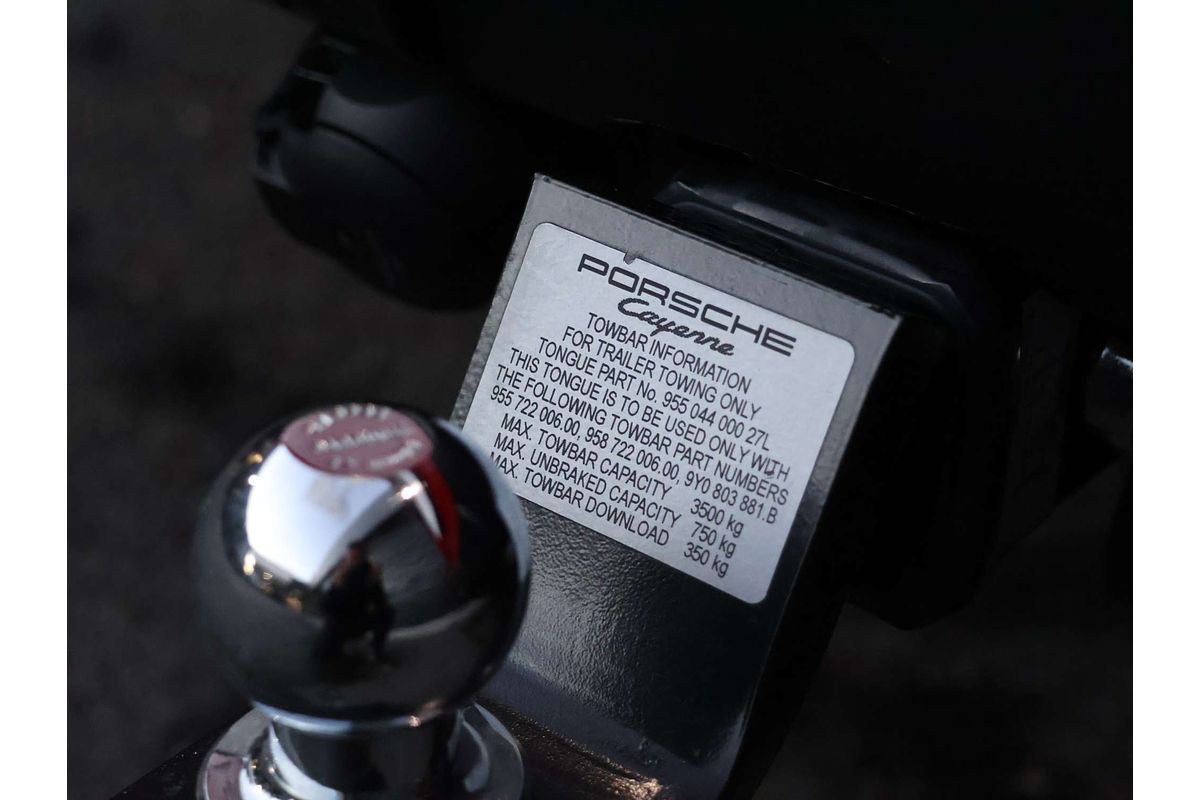 PORSCHE
Cayenne
TOWBAR INFORMATION
FOR TRAILER TOWING ONLY
TONGUE PART No. 955 044 000 27L
THIS TONGUE IS TO BE USED ONLY WITH
THE FOLLOWING TOWBAR PART NUMBERS
955 722 006.00, 958 722 006.00, 9Y0 803 881.B
MAX. TOWBAR CAPACITY 3500 kg
MAX. UNBRAKED CAPACITY 750 kg
MAX. TOWBAR DOWNLOAD 350 kg